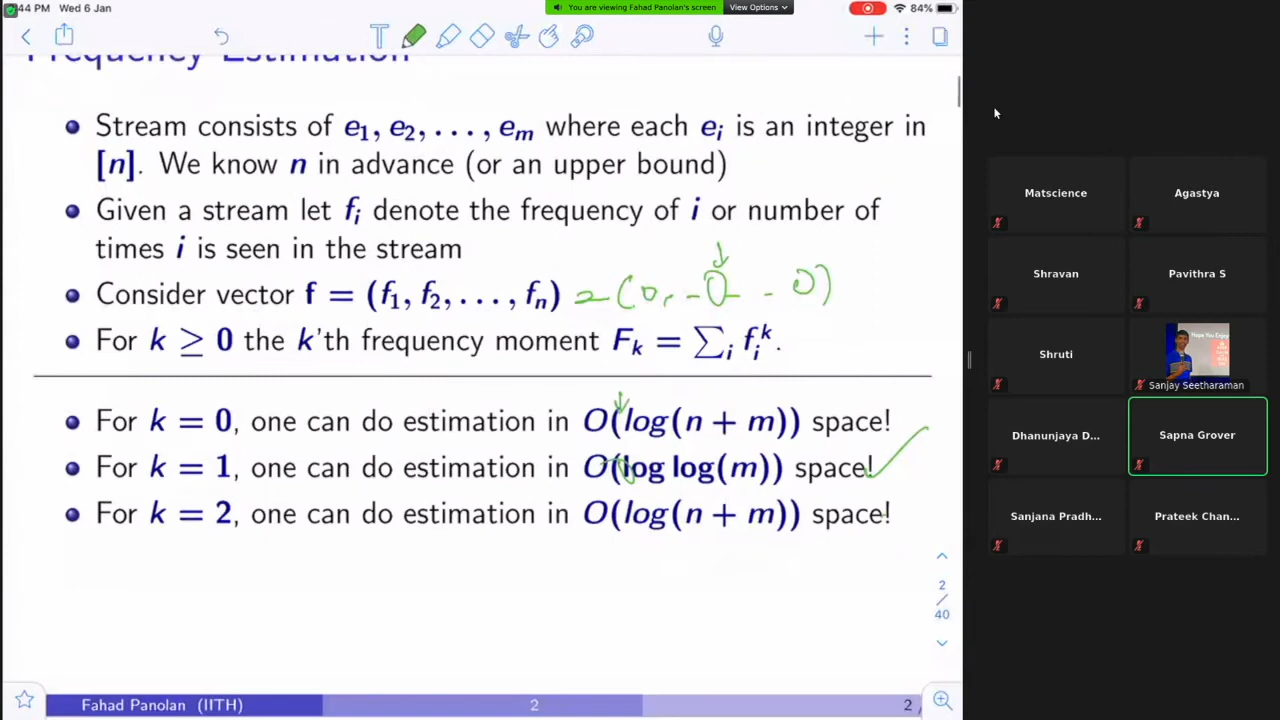 :44 PM Wed 6 Jan
You are viewing Fahad Panolan's screen
View Options
84%
Frequency Estimation
Stream consists of e₁, e₂, . . . , eₘ where each eᵢ is an integer in
[n]. We know n in advance (or an upper bound)
Given a stream let fᵢ denote the frequency of i or number of
times i is seen in the stream
Consider vector f = (f₁, f₂, . . . , fₙ)
For k ≥ 0 the k'th frequency moment Fₖ = ∑ᵢ fᵢᵏ.
For k = 0, one can do estimation in O(log(n + m)) space!
For k = 1, one can do estimation in O(log log(m)) space!
For k = 2, one can do estimation in O(log(n + m)) space!
2
/
40
Fahad Panolan (IITH)
2
2 /
Matscience
Agastya
Shravan
Pavithra S
Shruti
Hope You Enjoy
Sanjay Seetharaman
Dhanunjaya D...
Sapna Grover
Sanjana Pradh...
Prateek Chan...